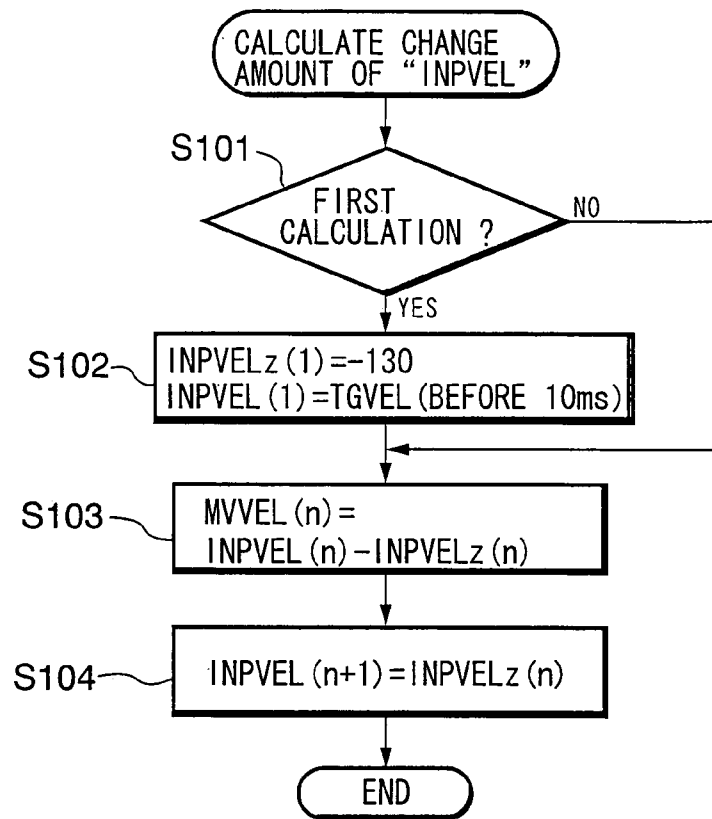 CALCULATE CHANGE
AMOUNT OF “INPVEL”
S101
FIRST
CALCULATION ?
NO
YES
S102
INPVELz(1)=-130
INPVEL(1)=TGVEL(BEFORE 10ms)
S103
MVVEL(n)=
INPVEL(n)-INPVELz(n)
S104
INPVEL(n+1)=INPVELz(n)
END